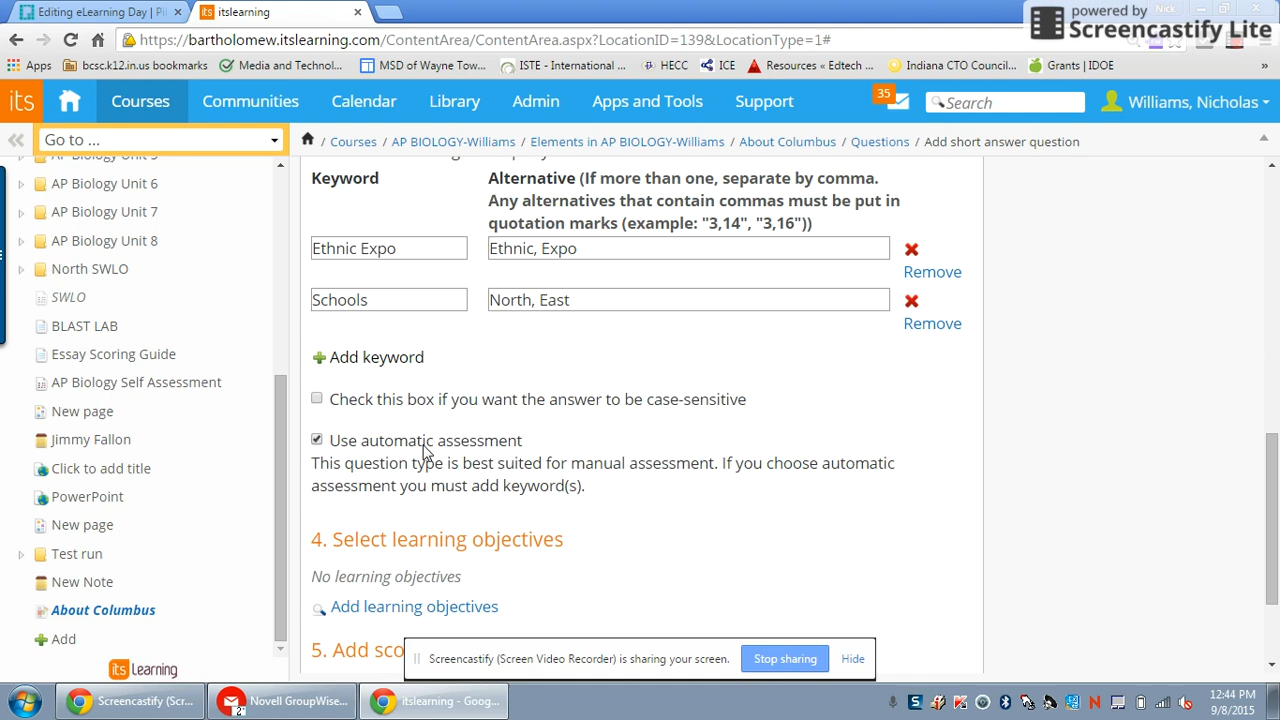 Editing eLearning Day | Pi
itslearning
Nick
powered by
Screencastify Lite
https://bartholomew.itslearning.com/ContentArea/ContentArea.aspx?LocationID=139&LocationType=1#
Apps
bcsc.k12.in.us bookmarks
Media and Technol...
MSD of Wayne Tow...
ISTE - International ...
HECC
ICE
Resources « Edtech ...
Indiana CTO Council...
Grants | IDOE
»
its
Courses
Communities
Calendar
Library
Admin
Apps and Tools
Support
35
Search
Williams, Nicholas
Go to ...
/ Courses / AP BIOLOGY-Williams / Elements in AP BIOLOGY-Williams / About Columbus / Questions / Add short answer question
AP Biology Unit 5
AP Biology Unit 6
AP Biology Unit 7
AP Biology Unit 8
North SWLO
SWLO
BLAST LAB
Essay Scoring Guide
AP Biology Self Assessment
New page
Jimmy Fallon
Click to add title
PowerPoint
New page
Test run
New Note
About Columbus
Add
its Learning
Keyword
Alternative (If more than one, separate by comma.
Any alternatives that contain commas must be put in
quotation marks (example: "3,14", "3,16"))
Ethnic Expo
Ethnic, Expo
Remove
Schools
North, East
Remove
Add keyword
Check this box if you want the answer to be case-sensitive
Use automatic assessment
This question type is best suited for manual assessment. If you choose automatic
assessment you must add keyword(s).
4. Select learning objectives
No learning objectives
Add learning objectives
5. Add sco
Screencastify (Screen Video Recorder) is sharing your screen.
Stop sharing
Hide
Screencastify (Scr...
2
Novell GroupWise...
itslearning - Goog...
12:44 PM
9/8/2015